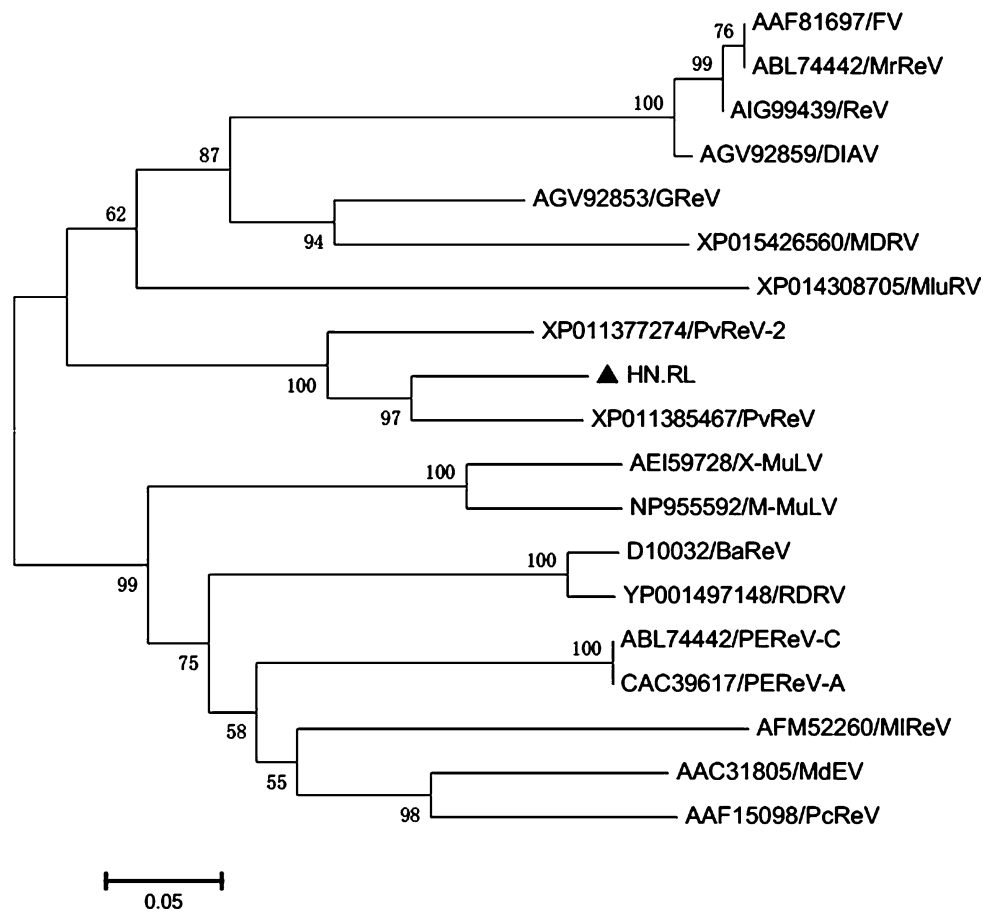 76
AAF81697/FV
99
ABL74442/MrReV
100
AIG99439/ReV
AGV92859/DIAV
87
AGV92853/GReV
62
94
XP015426560/MDRV
XP014308705/MluRV
XP011377274/PvReV-2
100
HN.RL
97
XP011385467/PvReV
100
AEI59728/X-MuLV
NP955592/M-MuLV
100
D10032/BaReV
99
YP001497148/RDRV
100
ABL74442/PEReV-C
75
CAC39617/PEReV-A
58
AFM52260/MlReV
55
AAC31805/MdEV
98
AAF15098/PcReV
0.05